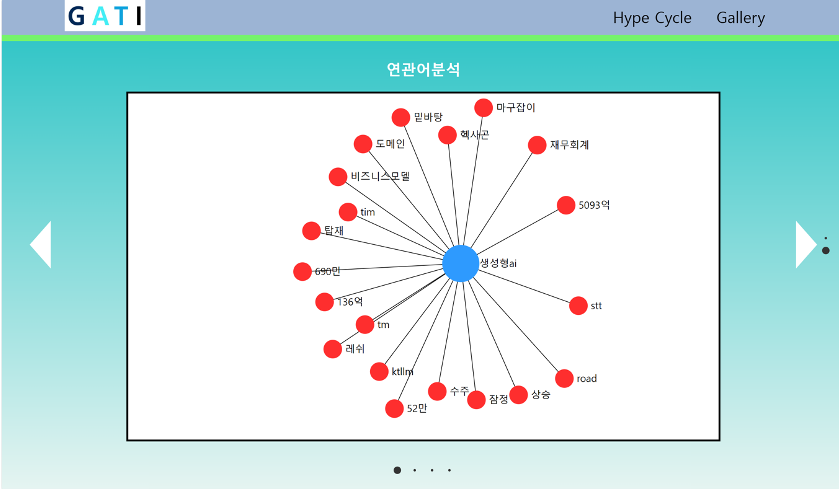 GATI
Hype Cycle
Gallery
연관어분석
마구잡이
밑바탕
헥사곤
도메인
재무회계
비즈니스모델
5093억
tim
탑재
생성형ai
690만
136억
stt
tm
레쉬
ktllm
road
수주
상승
잠정
52만